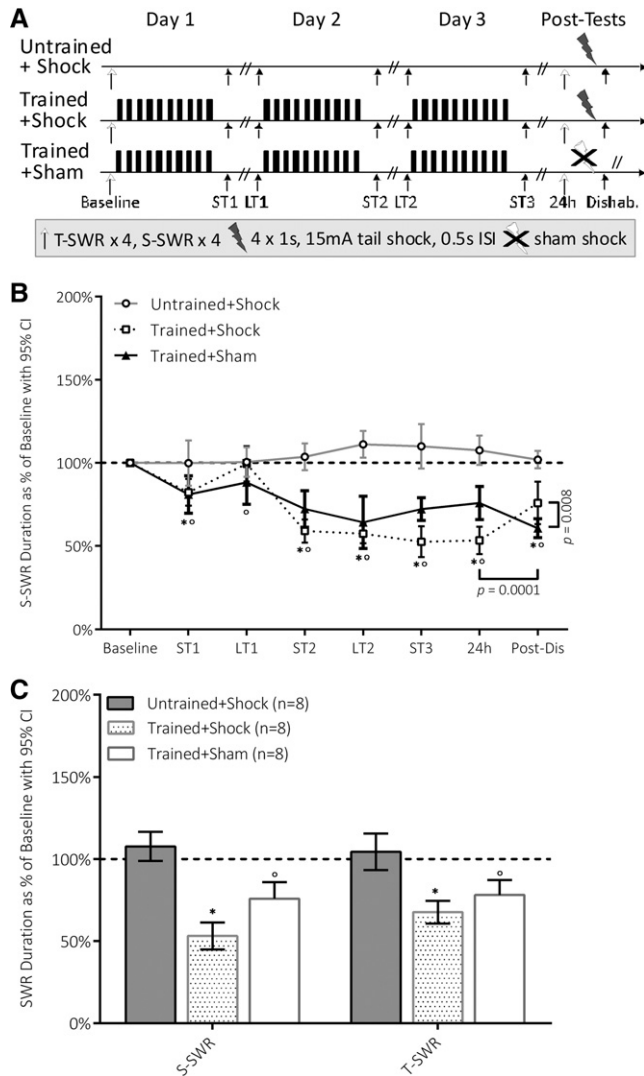 A
Day 1 Day 2 Day 3 Post-Tests
Untrained
+ Shock
Trained
+Shock
Trained
+Sham
Baseline ST1 LT1 ST2 LT2 ST3 24h Dishab.
T-SWR x 4, S-SWR x 4 4 x 1s, 15mA tail shock, 0.5s ISI sham shock
B
S-SWR Duration as % of Baseline with 95% CI
200%
150%
100%
50%
0%
Untrained+Shock
Trained+Shock
Trained+Sham
p = 0.008
p = 0.0001
Baseline ST1 LT1 ST2 LT2 ST3 24h Post-Dis
C
SWR Duration as % of Baseline with 95% CI
200%
150%
100%
50%
0%
Untrained+Shock (n=8)
Trained+Shock (n=8)
Trained+Sham (n=8)
S-SWR T-SWR